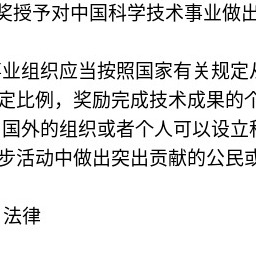 奖授予对中国科学技术事业做出
业组织应当按照国家有关规定从
定比例，奖励完成技术成果的个
国外的组织或者个人可以设立科
步活动中做出突出贡献的公民或
法律